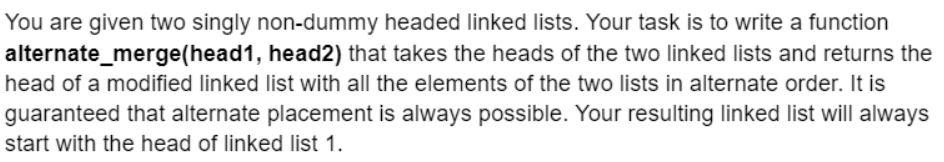 You are given two singly non-dummy headed linked lists. Your task is to write a function
alternate_merge(head1, head2) that takes the heads of the two linked lists and returns the
head of a modified linked list with all the elements of the two lists in alternate order. It is
guaranteed that alternate placement is always possible. Your resulting linked list will always
start with the head of linked list 1.